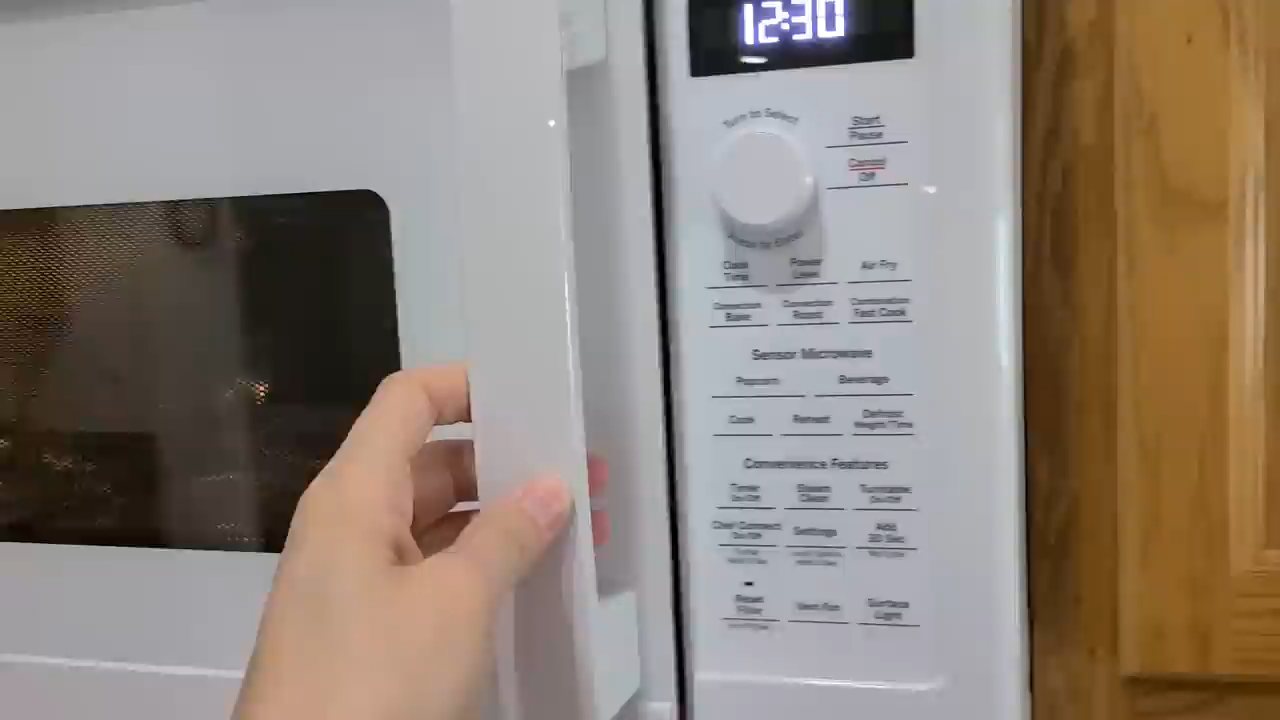 12:30
Turn to Select
Start
Pause
Cancel
Off
Press to Enter
Cook
Time
Power
Level
Air Fry
Convection
Bake
Convection
Roast
Combination
Fast Cook
Sensor Microwave
Popcorn
Beverage
Cook
Reheat
Defrost
Weight/Time
Convenience Features
Timer
On/Off
Steam
Clean
Turntable
On/Off
Chef Connect
On/Off
Settings
Add
30 Sec
Reset
Filter
Vent Fan
Surface
Light